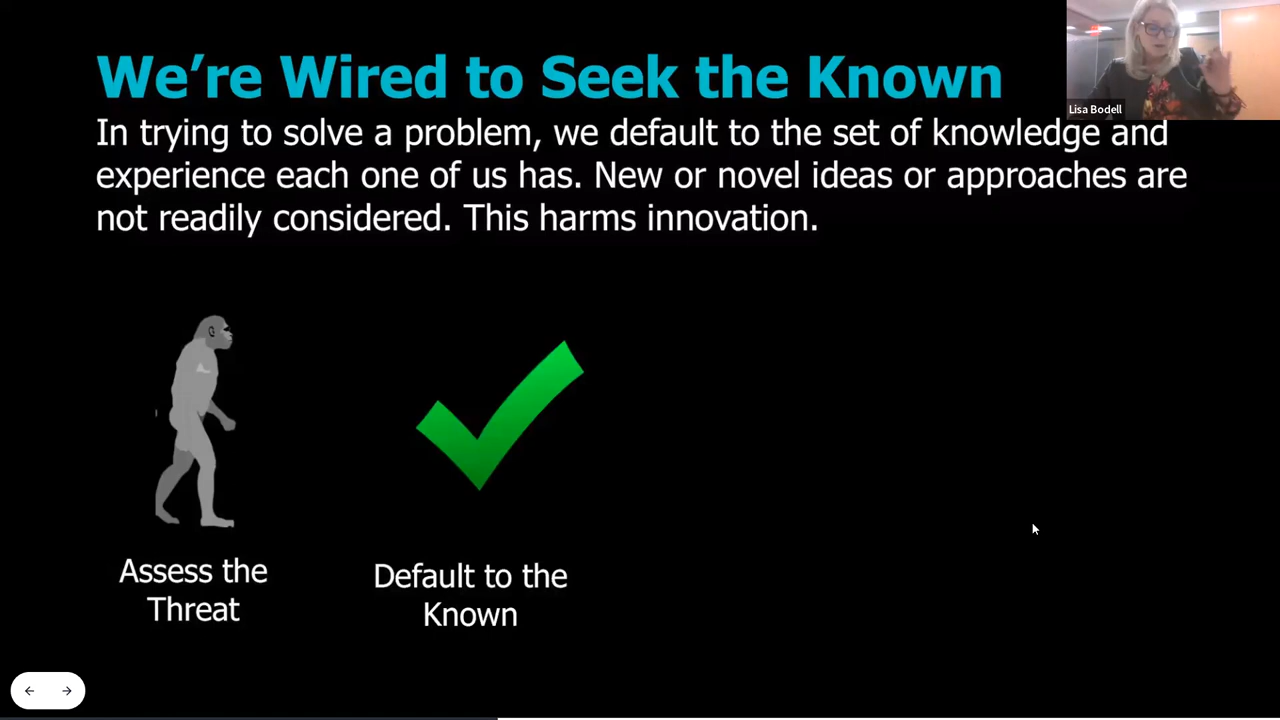 We’re Wired to Seek the Known
Lisa Bodell
In trying to solve a problem, we default to the set of knowledge and
experience each one of us has. New or novel ideas or approaches are
not readily considered. This harms innovation.
Assess the
Threat
Default to the
Known